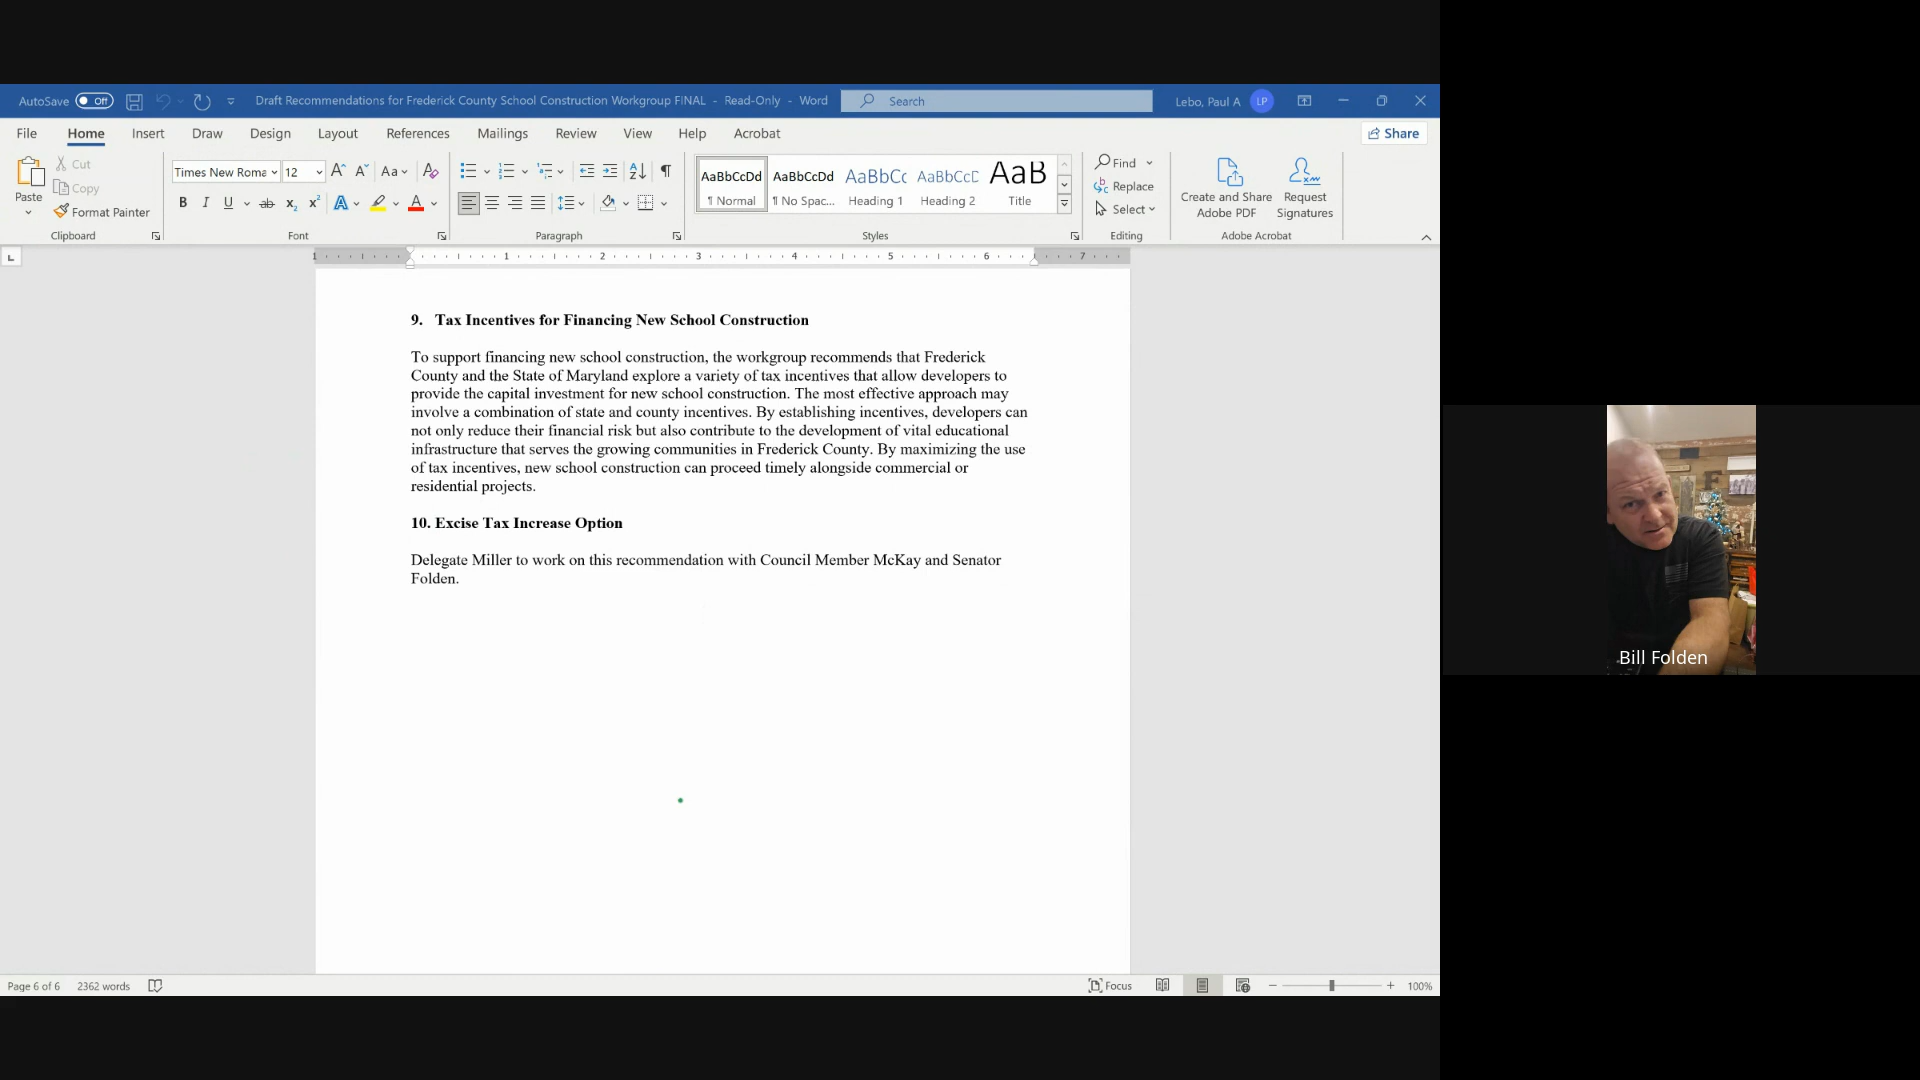 AutoSave Off Draft Recommendations for Frederick County School Construction Workgroup FINAL - Read-Only - Word Search Lebo, Paul A LP
File Home Insert Draw Design Layout References Mailings Review View Help Acrobat Share
Paste
Cut
Copy
Format Painter
Clipboard
Times New Roma 12
Font
Paragraph
AaBbCcDd AaBbCcDd AaBbCc AaBbCcC AaB
¶ Normal ¶ No Spac... Heading 1 Heading 2 Title
Styles
Find
Replace
Select
Editing
Create and Share
Adobe PDF
Request
Signatures
Adobe Acrobat
1 1 2 3 4 5 6 7
9. Tax Incentives for Financing New School Construction
To support financing new school construction, the workgroup recommends that Frederick
County and the State of Maryland explore a variety of tax incentives that allow developers to
provide the capital investment for new school construction. The most effective approach may
involve a combination of state and county incentives. By establishing incentives, developers can
not only reduce their financial risk but also contribute to the development of vital educational
infrastructure that serves the growing communities in Frederick County. By maximizing the use
of tax incentives, new school construction can proceed timely alongside commercial or
residential projects.
10. Excise Tax Increase Option
Delegate Miller to work on this recommendation with Council Member McKay and Senator
Folden.
Bill Folden
Page 6 of 6 2362 words Focus 100%